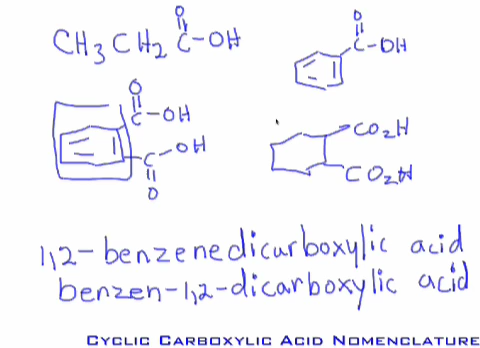 CH3CH2C-OH
O
C-OH
O
C-OH
O
C-OH
O
CO2H
CO2H
1,2-benzenedicarboxylic acid
benzen-1,2-dicarboxylic acid
CYCLIC CARBOXYLIC ACID NOMENCLATURE